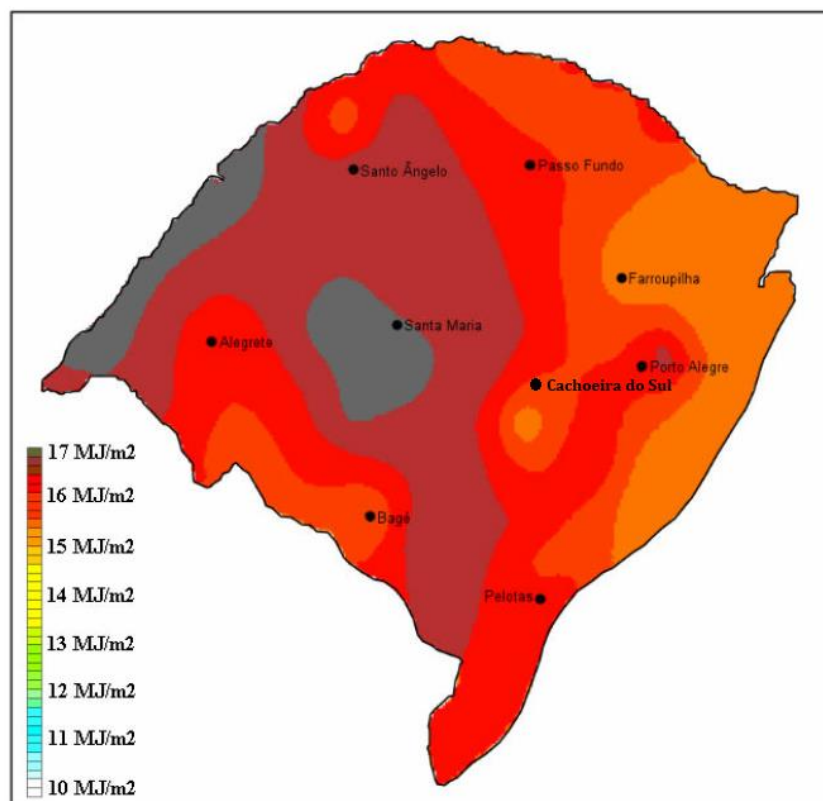 Santo Ângelo
Passo Fundo
Farroupilha
Santa Maria
Alegrete
Porto Alegre
Cachoeira do Sul
Bagé
Pelotas
17 MJ/m2
16 MJ/m2
15 MJ/m2
14 MJ/m2
13 MJ/m2
12 MJ/m2
11 MJ/m2
10 MJ/m2